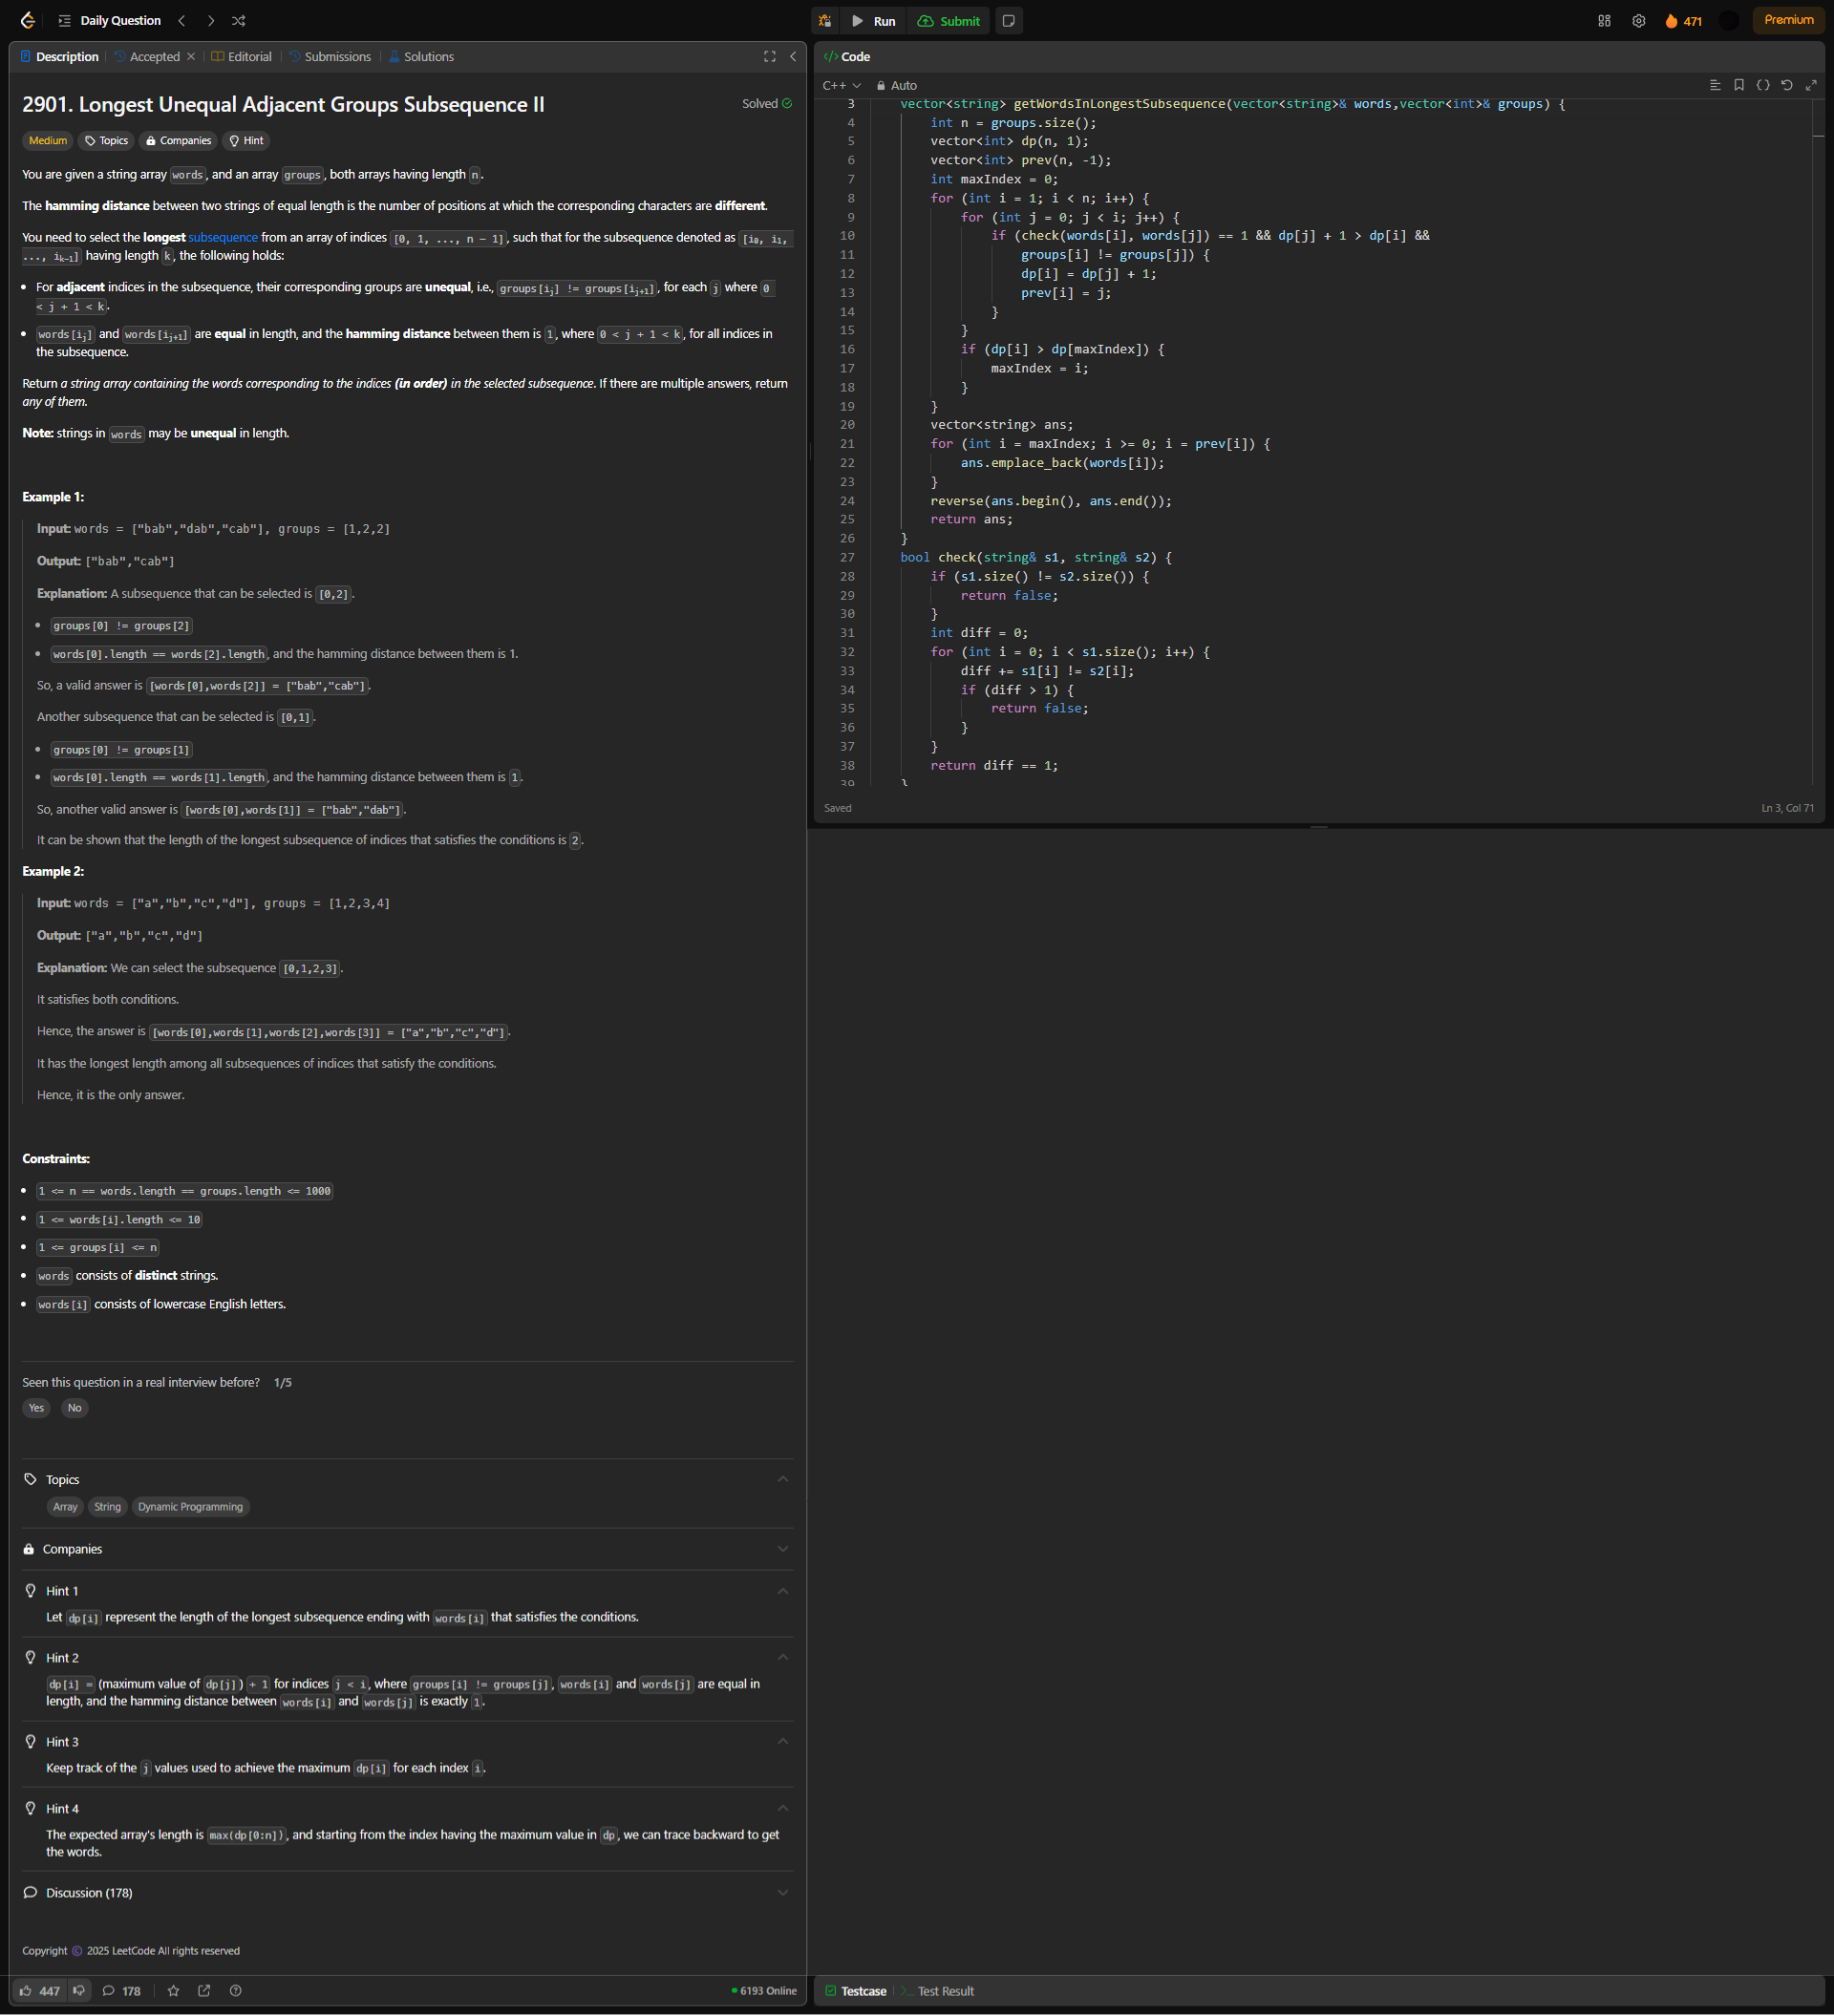 Daily Question
Run
Submit
471
Premium
Description
Accepted
Editorial
Submissions
Solutions
2901. Longest Unequal Adjacent Groups Subsequence II
Solved
Medium
Topics
Companies
Hint
You are given a string array words, and an array groups, both arrays having length n.
The hamming distance between two strings of equal length is the number of positions at which the corresponding characters are different.
You need to select the longest subsequence from an array of indices [0, 1, ..., n - 1], such that for the subsequence denoted as [i0, i1,
..., ik-1] having length k, the following holds:
• For adjacent indices in the subsequence, their corresponding groups are unequal, i.e., groups[ij] != groups[ij+1], for each j where 0
< j + 1 < k.
• words[ij] and words[ij+1] are equal in length, and the hamming distance between them is 1, where 0 < j + 1 < k, for all indices in
the subsequence.
Return a string array containing the words corresponding to the indices (in order) in the selected subsequence. If there are multiple answers, return
any of them.
Note: strings in words may be unequal in length.
Example 1:
Input: words = ["bab","dab","cab"], groups = [1,2,2]
Output: ["bab","cab"]
Explanation: A subsequence that can be selected is [0,2].
• groups[0] != groups[2]
• words[0].length == words[2].length, and the hamming distance between them is 1.
So, a valid answer is [words[0],words[2]] = ["bab","cab"].
Another subsequence that can be selected is [0,1].
• groups[0] != groups[1]
• words[0].length == words[1].length, and the hamming distance between them is 1.
So, another valid answer is [words[0],words[1]] = ["bab","dab"].
It can be shown that the length of the longest subsequence of indices that satisfies the conditions is 2.
Example 2:
Input: words = ["a","b","c","d"], groups = [1,2,3,4]
Output: ["a","b","c","d"]
Explanation: We can select the subsequence [0,1,2,3].
It satisfies both conditions.
Hence, the answer is [words[0],words[1],words[2],words[3]] = ["a","b","c","d"].
It has the longest length among all subsequences of indices that satisfy the conditions.
Hence, it is the only answer.
Constraints:
• 1 <= n == words.length == groups.length <= 1000
• 1 <= words[i].length <= 10
• 1 <= groups[i] <= n
• words consists of distinct strings.
• words[i] consists of lowercase English letters.
Seen this question in a real interview before? 1/5
Yes
No
Topics
Array
String
Dynamic Programming
Companies
Hint 1
Let dp[i] represent the length of the longest subsequence ending with words[i] that satisfies the conditions.
Hint 2
dp[i] = (maximum value of dp[j]) + 1 for indices j < i, where groups[i] != groups[j], words[i] and words[j] are equal in
length, and the hamming distance between words[i] and words[j] is exactly 1.
Hint 3
Keep track of the j values used to achieve the maximum dp[i] for each index i.
Hint 4
The expected array's length is max(dp[0:n]), and starting from the index having the maximum value in dp, we can trace backward to get
the words.
Discussion (178)
Copyright © 2025 LeetCode All rights reserved
447
178
6193 Online
</> Code
C++
Auto
3 vector<string> getWordsInLongestSubsequence(vector<string>& words,vector<int>& groups) {
4 int n = groups.size();
5 vector<int> dp(n, 1);
6 vector<int> prev(n, -1);
7 int maxIndex = 0;
8 for (int i = 1; i < n; i++) {
9 for (int j = 0; j < i; j++) {
10 if (check(words[i], words[j]) == 1 && dp[j] + 1 > dp[i] &&
11 groups[i] != groups[j]) {
12 dp[i] = dp[j] + 1;
13 prev[i] = j;
14 }
15 }
16 if (dp[i] > dp[maxIndex]) {
17 maxIndex = i;
18 }
19 }
20 vector<string> ans;
21 for (int i = maxIndex; i >= 0; i = prev[i]) {
22 ans.emplace_back(words[i]);
23 }
24 reverse(ans.begin(), ans.end());
25 return ans;
26 }
27 bool check(string& s1, string& s2) {
28 if (s1.size() != s2.size()) {
29 return false;
30 }
31 int diff = 0;
32 for (int i = 0; i < s1.size(); i++) {
33 diff += s1[i] != s2[i];
34 if (diff > 1) {
35 return false;
36 }
37 }
38 return diff == 1;
39 }
Saved
Ln 3, Col 71
Testcase
Test Result